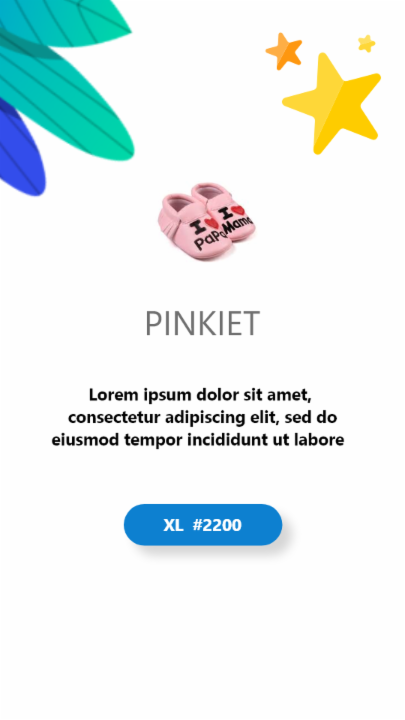 I ❤ Papa
I ❤ Mama
PINKIET
Lorem ipsum dolor sit amet,
consectetur adipiscing elit, sed do
eiusmod tempor incididunt ut labore
XL #2200